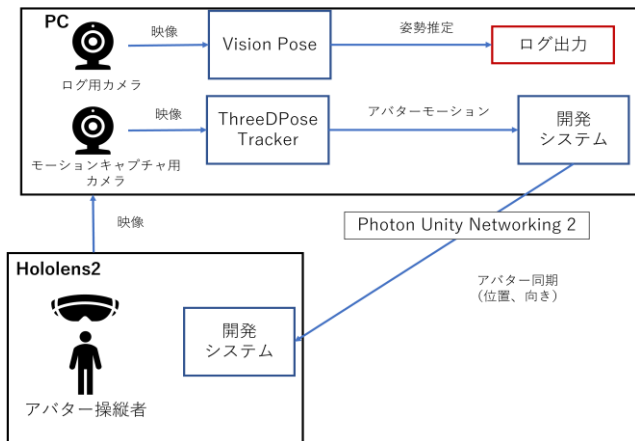 PC
映像
Vision Pose
姿勢推定
ログ出力
ログ用カメラ
映像
ThreeDPose
Tracker
アバターモーション
開発
システム
モーションキャプチャ用
カメラ
映像
Photon Unity Networking 2
アバター同期
(位置、向き)
Hololens2
開発
システム
アバター操縦者